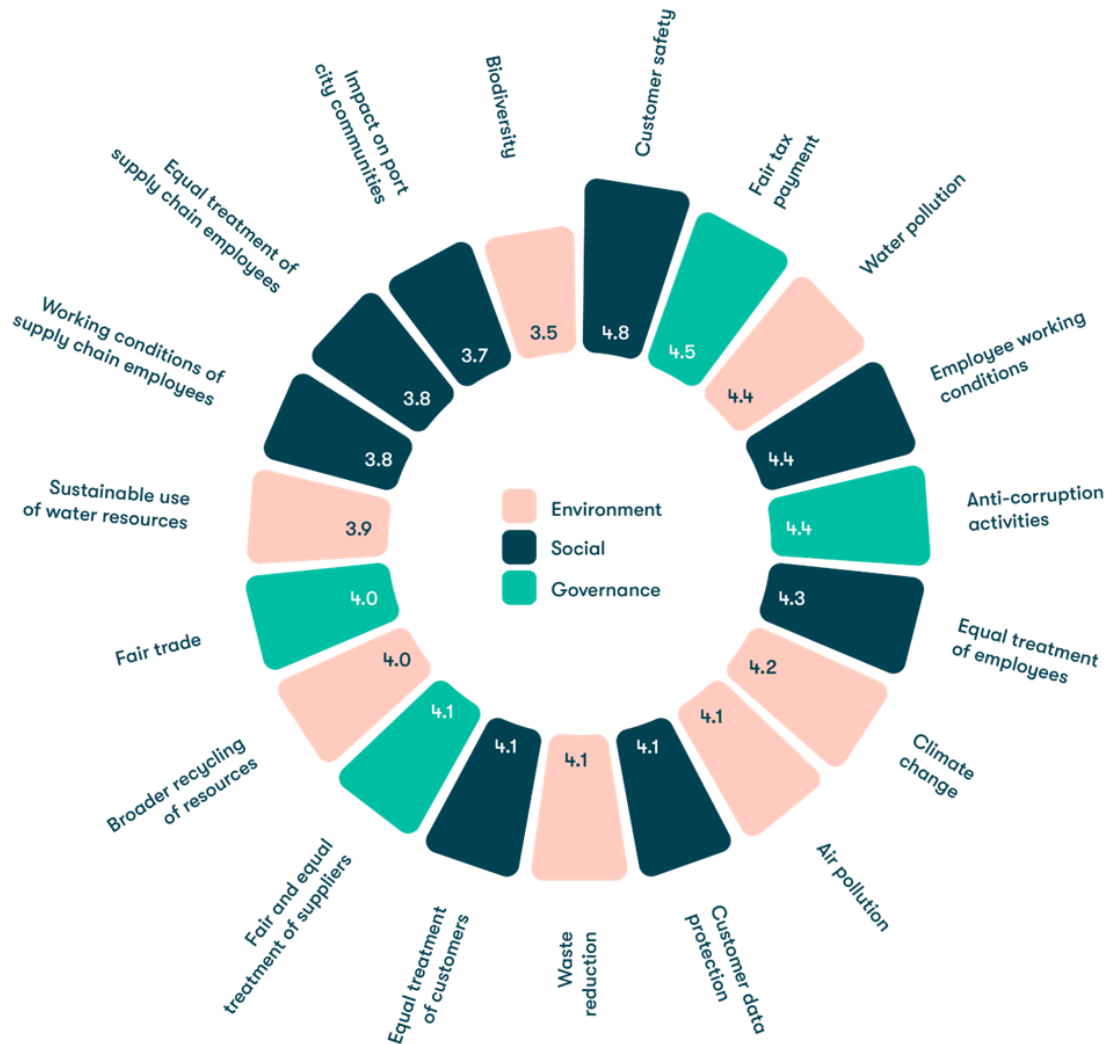 Customer safety
4.8
Fair tax
payment
4.5
Water pollution
4.4
Employee working
conditions
4.4
Anti-corruption
activities
4.4
Equal treatment
of employees
4.3
Climate
change
4.2
Air pollution
4.1
Customer data
protection
4.1
Waste
reduction
4.1
Equal treatment
of customers
4.1
Fair and equal
treatment of suppliers
4.1
Broader recycling
of resources
4.0
Fair trade
4.0
Sustainable use
of water resources
3.9
Working conditions of
supply chain employees
3.8
Equal treatment of
supply chain employees
3.8
Impact on port
city communities
3.7
Biodiversity
3.5
Environment
Social
Governance